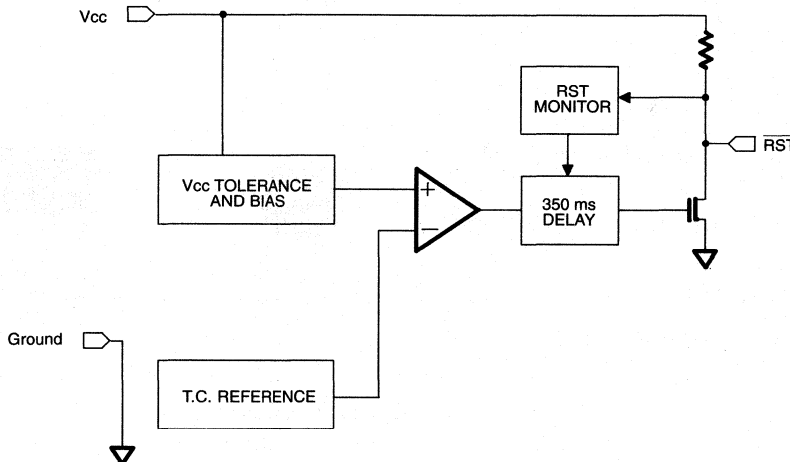 Vcc
RST
MONITOR
RST
Vcc TOLERANCE
AND BIAS
+
−
350 ms
DELAY
Ground
T.C. REFERENCE